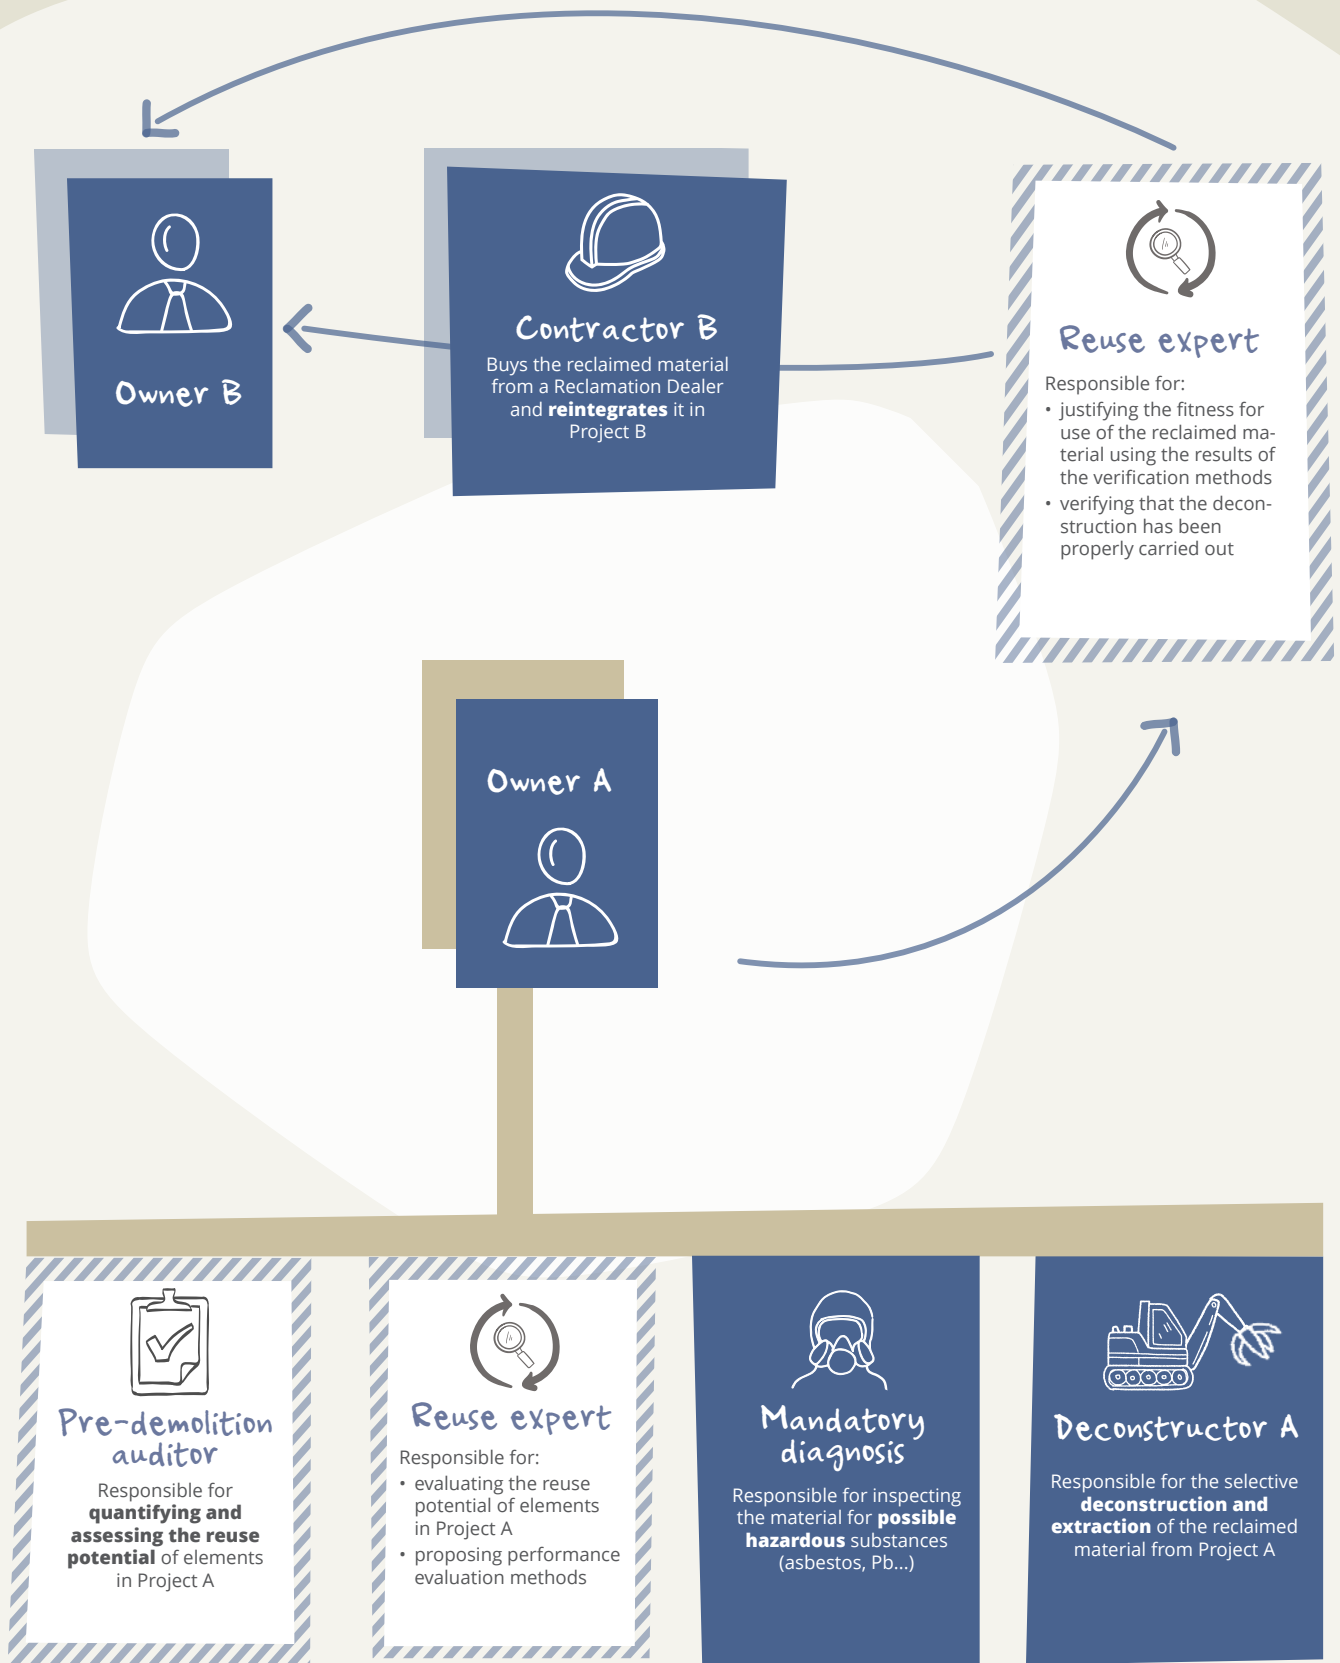 Owner B
Contractor B
Buys the reclaimed material
from a Reclamation Dealer
and reintegrates it in
Project B
Reuse expert
Responsible for:
• justifying the fitness for
use of the reclaimed ma-
terial using the results of
the verification methods
• verifying that the decon-
struction has been
properly carried out
Owner A
Pre-demolition
auditor
Responsible for
quantifying and
assessing the reuse
potential of elements
in Project A
Reuse expert
Responsible for:
• evaluating the reuse
potential of elements
in Project A
• proposing performance
evaluation methods
Mandatory
diagnosis
Responsible for inspecting
the material for possible
hazardous substances
(asbestos, Pb...)
Deconstructor A
Responsible for the selective
deconstruction and
extraction of the reclaimed
material from Project A